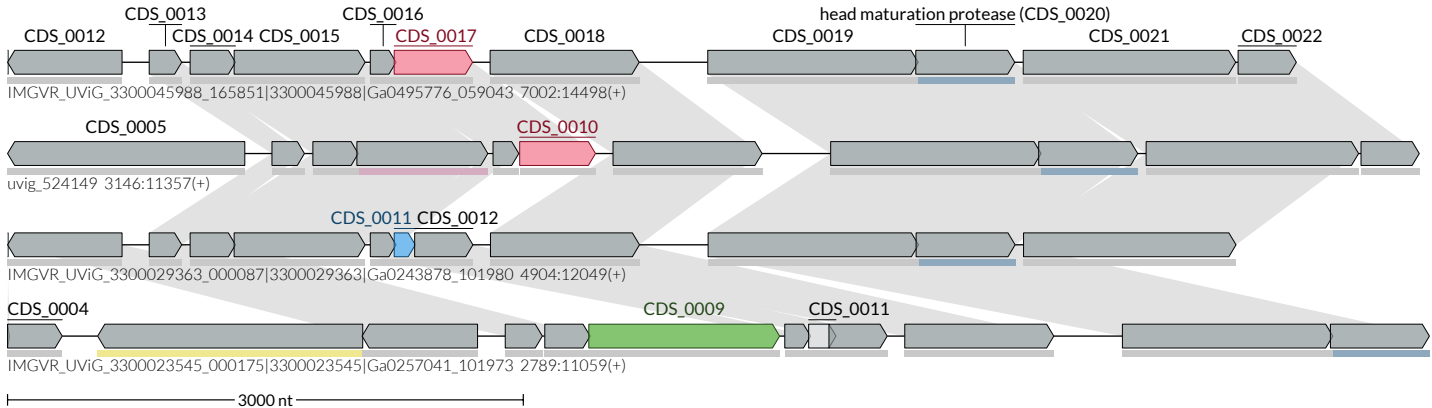 CDS_0013 CDS_0016 head maturation protease (CDS_0020)
CDS_0012 CDS_0014 CDS_0015 CDS_0017 CDS_0018 CDS_0019 CDS_0021 CDS_0022
IMGVR_UViG_3300045988_165851|3300045988|Ga0495776_059043 7002:14498(+)
CDS_0005 CDS_0010
uvig_524149 3146:11357(+)
CDS_0011 CDS_0012
IMGVR_UViG_3300029363_000087|3300029363|Ga0243878_101980 4904:12049(+)
CDS_0004 CDS_0009 CDS_0011
IMGVR_UViG_3300023545_000175|3300023545|Ga0257041_101973 2789:11059(+)
3000 nt